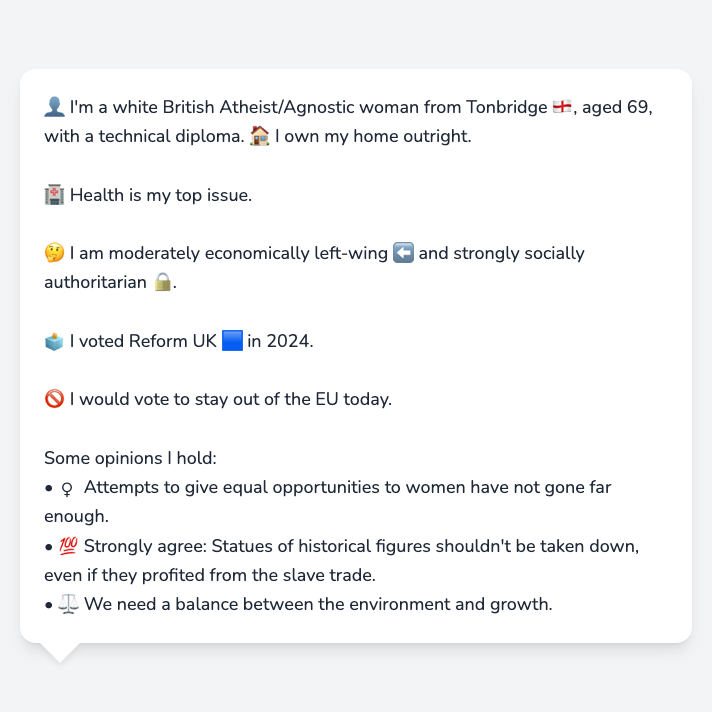 👤 I'm a white British Atheist/Agnostic woman from Tonbridge 🏴󠁧󠁢󠁥󠁮󠁧󠁿, aged 69,
with a technical diploma. 🏠 I own my home outright.
🏥 Health is my top issue.
🤔 I am moderately economically left-wing ⬅️ and strongly socially
authoritarian 🔒.
🗳️ I voted Reform UK 🟦 in 2024.
🚫 I would vote to stay out of the EU today.
Some opinions I hold:
• ♀ Attempts to give equal opportunities to women have not gone far
enough.
• 💯 Strongly agree: Statues of historical figures shouldn't be taken down,
even if they profited from the slave trade.
• ⚖️ We need a balance between the environment and growth.